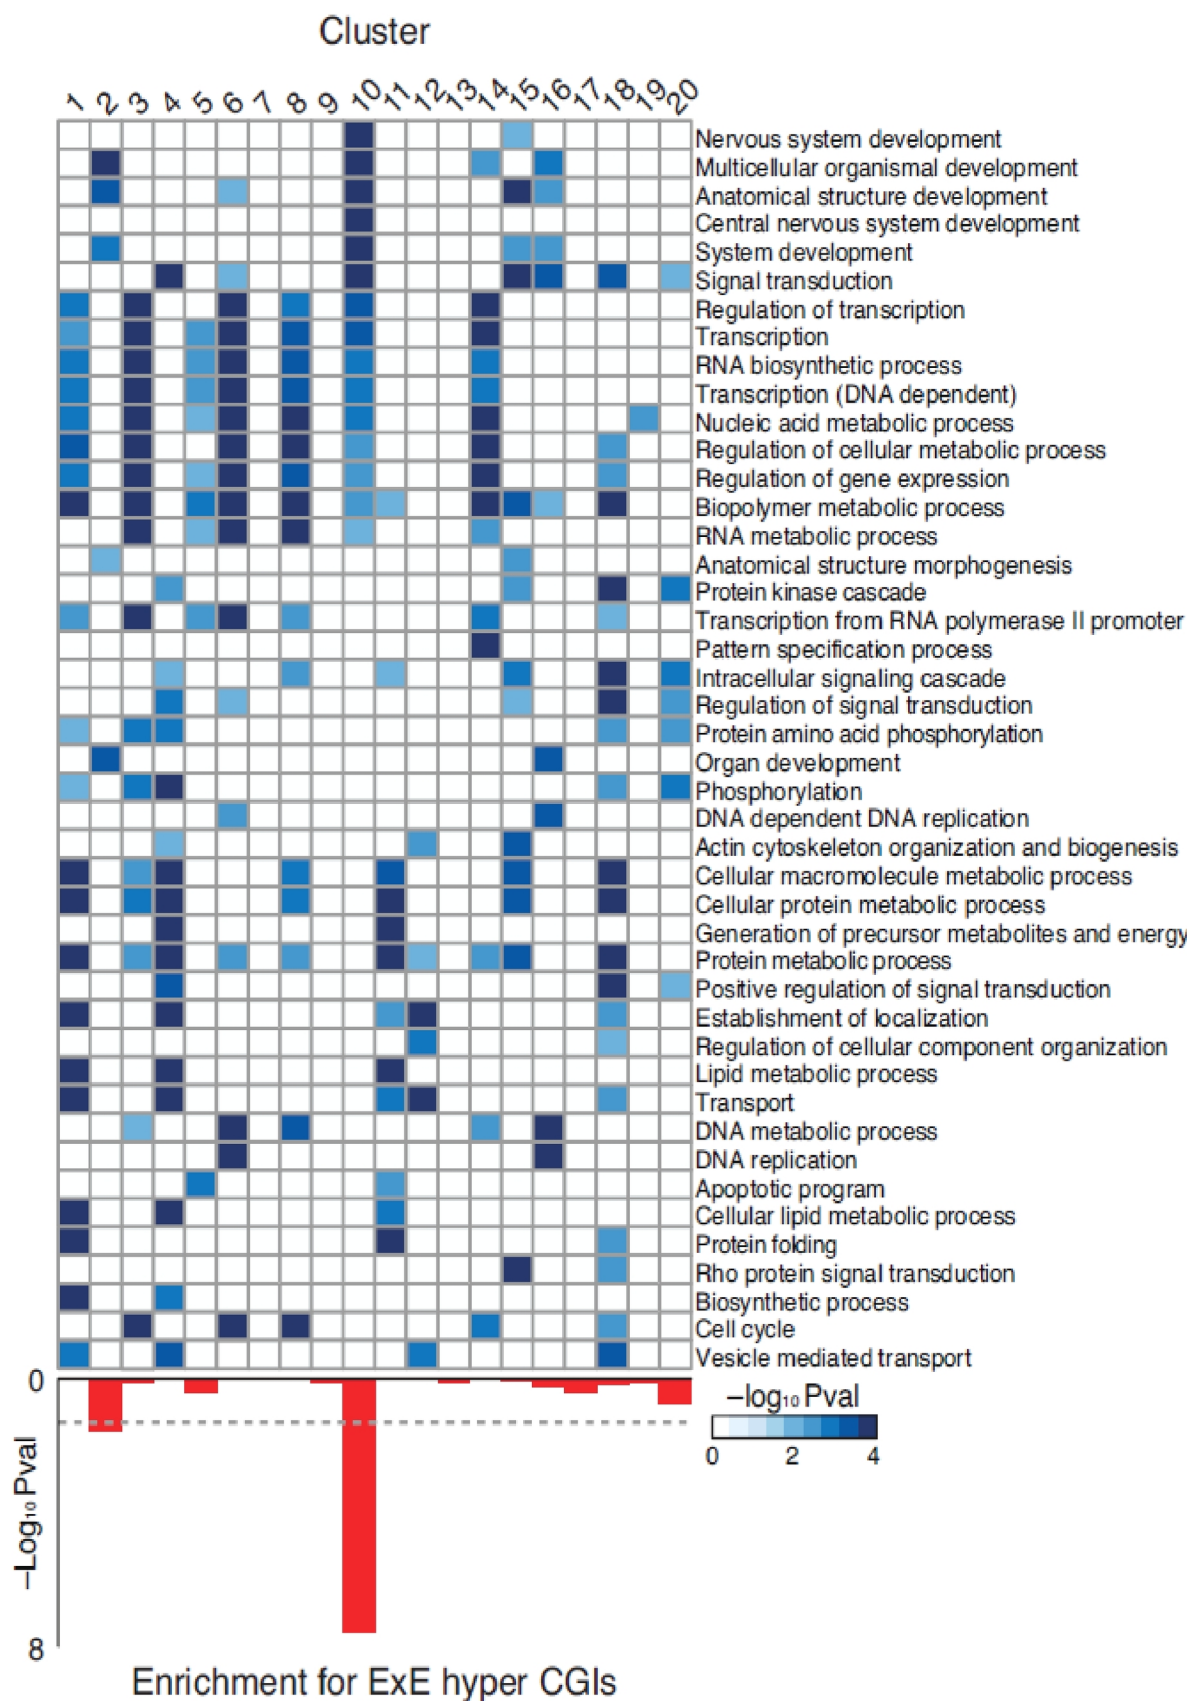 Cluster
1 2 3 4 5 6 7 8 9 10 11 12 13 14 15 16 17 18 19 20
Nervous system development
Multicellular organismal development
Anatomical structure development
Central nervous system development
System development
Signal transduction
Regulation of transcription
Transcription
RNA biosynthetic process
Transcription (DNA dependent)
Nucleic acid metabolic process
Regulation of cellular metabolic process
Regulation of gene expression
Biopolymer metabolic process
RNA metabolic process
Anatomical structure morphogenesis
Protein kinase cascade
Transcription from RNA polymerase II promoter
Pattern specification process
Intracellular signaling cascade
Regulation of signal transduction
Protein amino acid phosphorylation
Organ development
Phosphorylation
DNA dependent DNA replication
Actin cytoskeleton organization and biogenesis
Cellular macromolecule metabolic process
Cellular protein metabolic process
Generation of precursor metabolites and energy
Protein metabolic process
Positive regulation of signal transduction
Establishment of localization
Regulation of cellular component organization
Lipid metabolic process
Transport
DNA metabolic process
DNA replication
Apoptotic program
Cellular lipid metabolic process
Protein folding
Rho protein signal transduction
Biosynthetic process
Cell cycle
Vesicle mediated transport
0
–log₁₀ Pval
0 2 4
–Log₁₀ Pval
8
Enrichment for ExE hyper CGIs